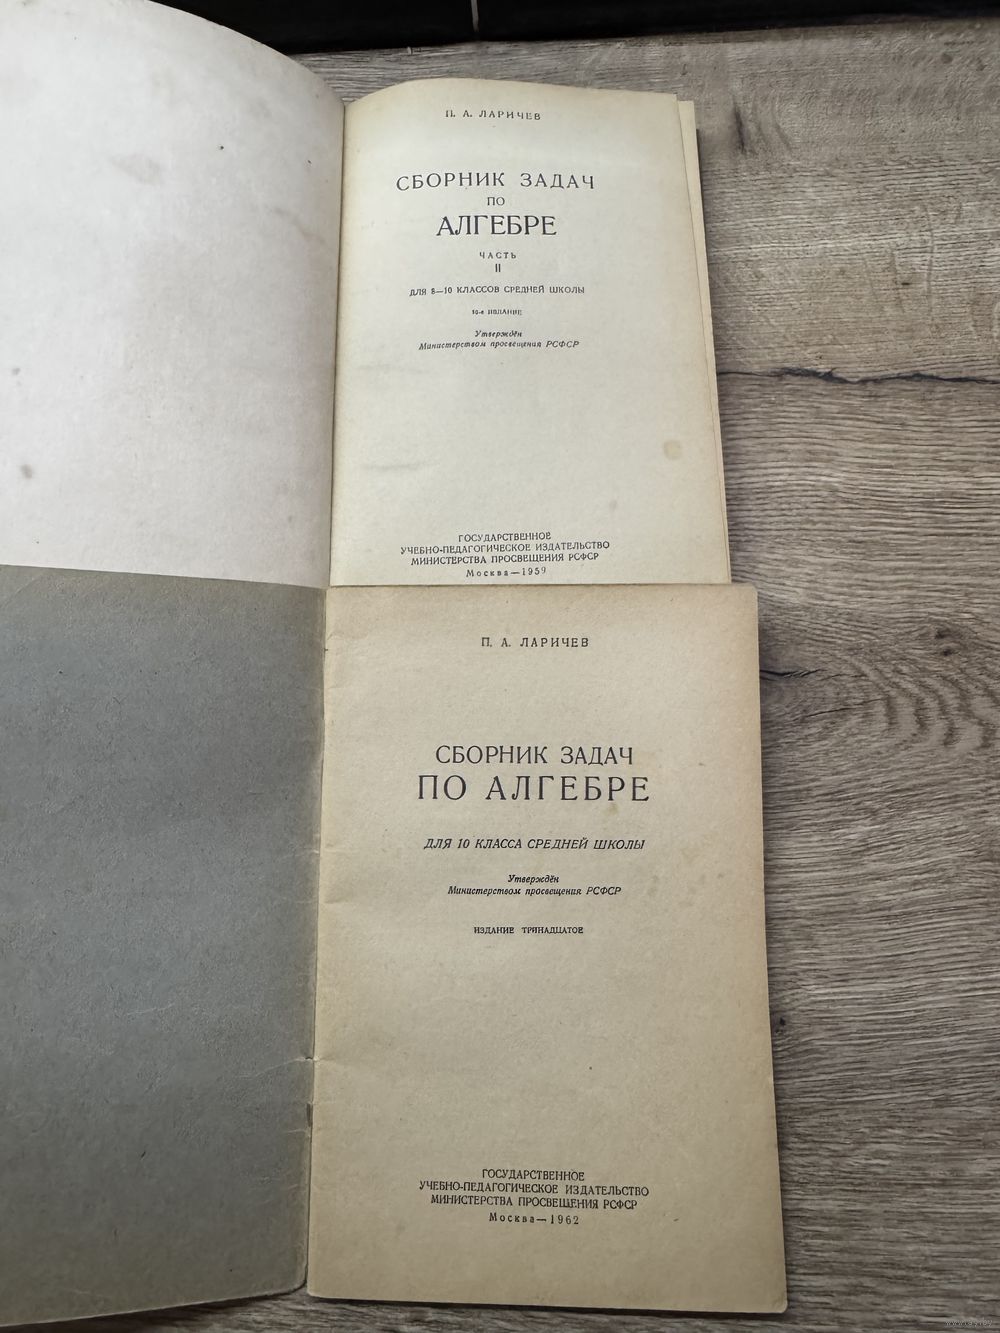 П. А. ЛАРИЧЕВ
СБОРНИК ЗАДАЧ
ПО
АЛГЕБРЕ
ЧАСТЬ
II
ДЛЯ 8—10 КЛАССОВ СРЕДНЕЙ ШКОЛЫ
10-е ИЗДАНИЕ
Утверждён
Министерством просвещения РСФСР
ГОСУДАРСТВЕННОЕ
УЧЕБНО-ПЕДАГОГИЧЕСКОЕ ИЗДАТЕЛЬСТВО
МИНИСТЕРСТВА ПРОСВЕЩЕНИЯ РСФСР
Москва—1959
П. А. ЛАРИЧЕВ
СБОРНИК ЗАДАЧ
ПО АЛГЕБРЕ
ДЛЯ 10 КЛАССА СРЕДНЕЙ ШКОЛЫ
Утверждён
Министерством просвещения РСФСР
ИЗДАНИЕ ТРИНАДЦАТОЕ
ГОСУДАРСТВЕННОЕ
УЧЕБНО-ПЕДАГОГИЧЕСКОЕ ИЗДАТЕЛЬСТВО
МИНИСТЕРСТВА ПРОСВЕЩЕНИЯ РСФСР
Москва—1962